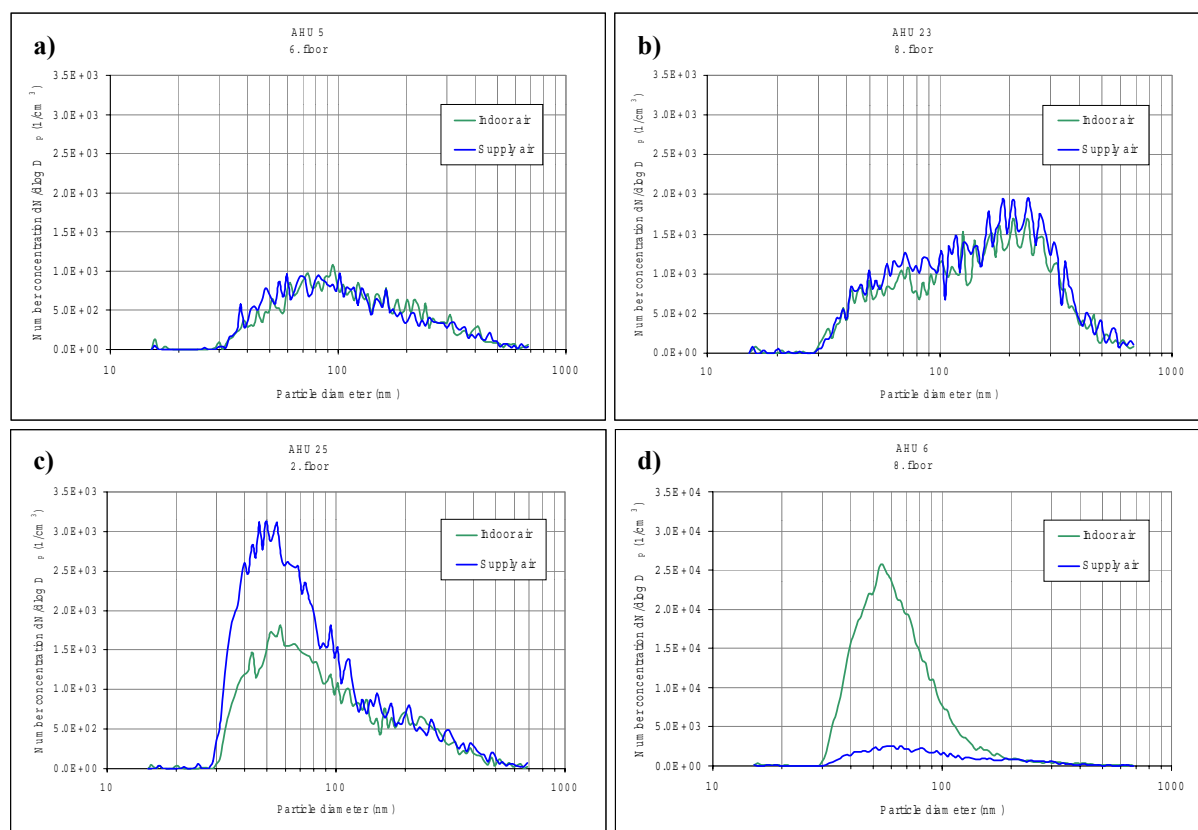 a)
AHU 5
6.floor
Number concentration dN/dlog D p (1/cm 3)
3.5E+03
3.0E+03
2.5E+03
2.0E+03
1.5E+03
1.0E+03
5.0E+02
0.0E+00
Indoor air
Supply air
10
100
1000
Particle diameter (nm)
b)
AHU 23
8.floor
Number concentration dN/dlog D p (1/cm 3)
3.5E+03
3.0E+03
2.5E+03
2.0E+03
1.5E+03
1.0E+03
5.0E+02
0.0E+00
Indoor air
Supply air
10
100
1000
Particle diameter (nm)
c)
AHU 25
2.floor
Number concentration dN/dlog D p (1/cm 3)
3.5E+03
3.0E+03
2.5E+03
2.0E+03
1.5E+03
1.0E+03
5.0E+02
0.0E+00
Indoor air
Supply air
10
100
1000
Particle diameter (nm)
d)
AHU 6
8.floor
Number concentration dN/dlog D p (1/cm 3)
3.5E+04
3.0E+04
2.5E+04
2.0E+04
1.5E+04
1.0E+04
5.0E+03
0.0E+00
Indoor air
Supply air
10
100
1000
Particle diameter (nm)